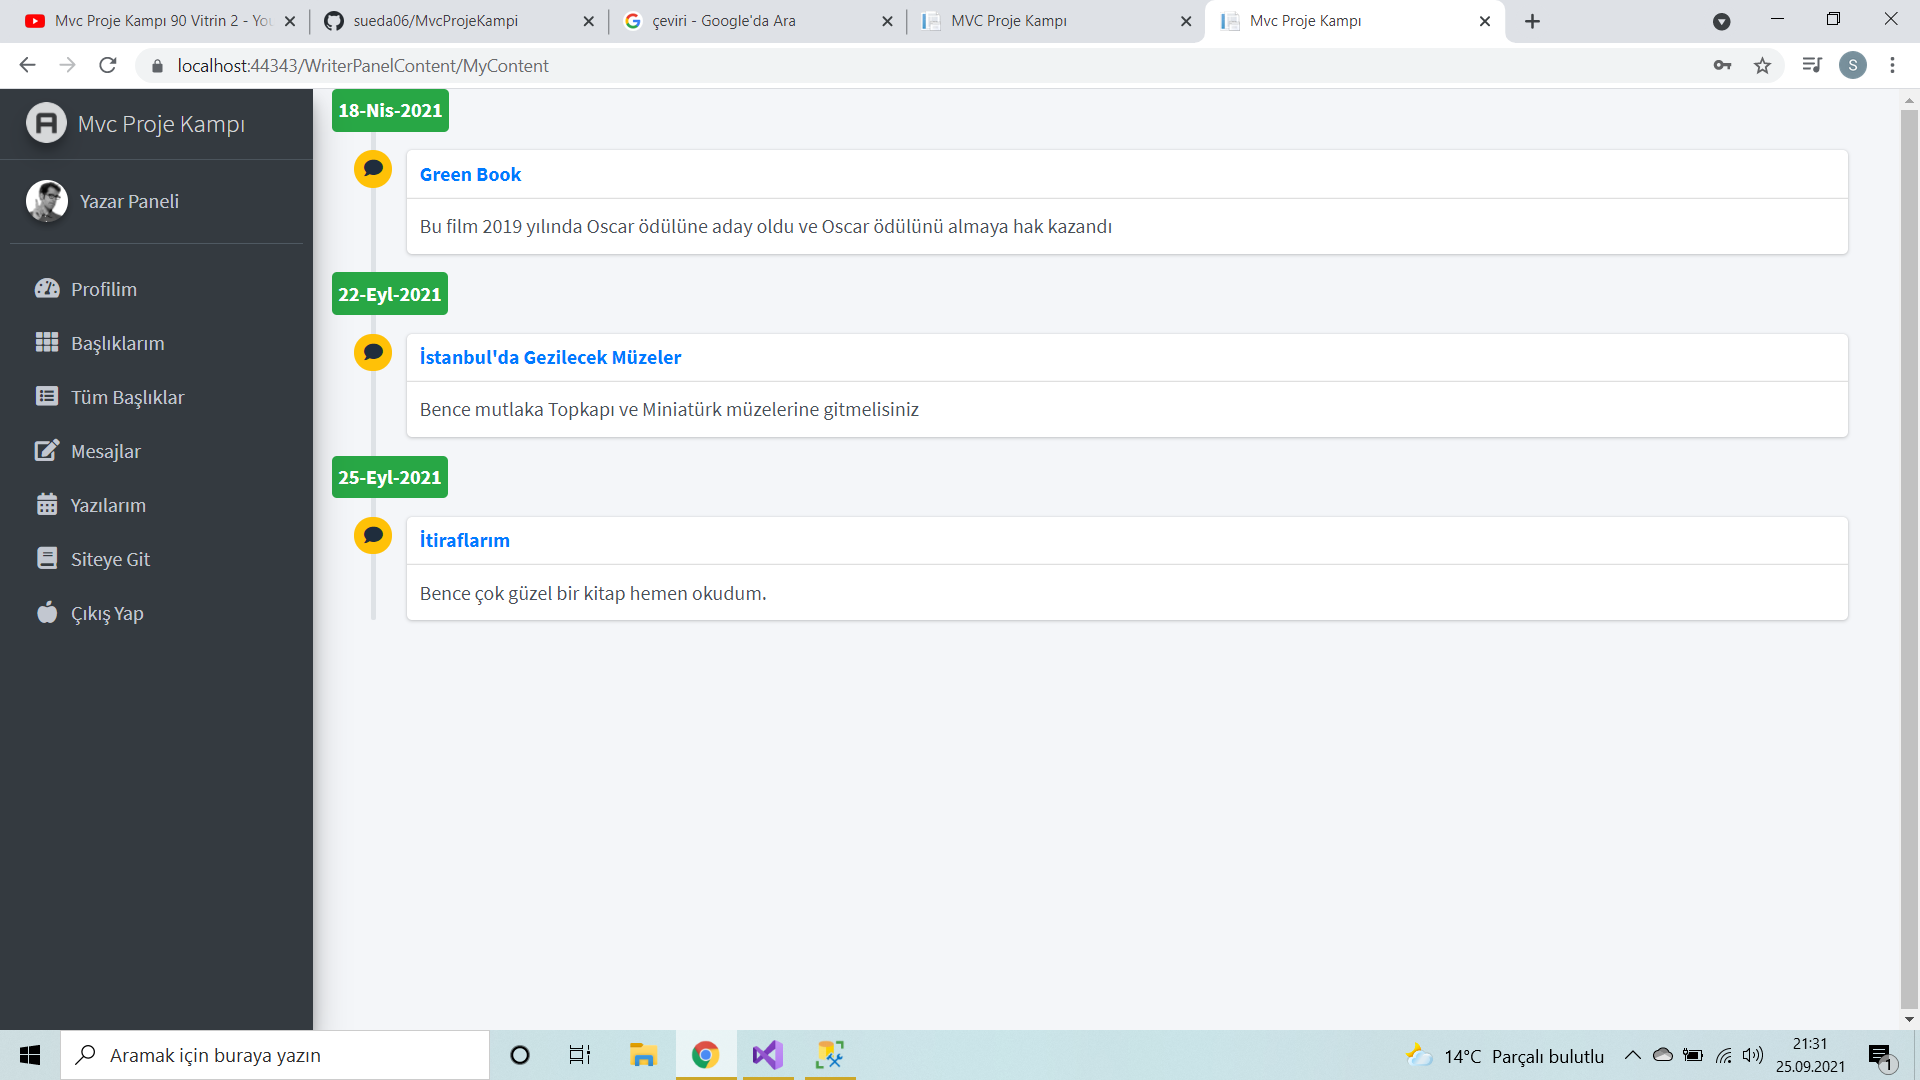 Mvc Proje Kampı 90 Vitrin 2 - You
sueda06/MvcProjeKampi
çeviri - Google'da Ara
MVC Proje Kampı
Mvc Proje Kampı
localhost:44343/WriterPanelContent/MyContent
S
Mvc Proje Kampı
Yazar Paneli
Profilim
Başlıklarım
Tüm Başlıklar
Mesajlar
Yazılarım
Siteye Git
Çıkış Yap
18-Nis-2021
Green Book
Bu film 2019 yılında Oscar ödülüne aday oldu ve Oscar ödülünü almaya hak kazandı
22-Eyl-2021
İstanbul'da Gezilecek Müzeler
Bence mutlaka Topkapı ve Miniatürk müzelerine gitmelisiniz
25-Eyl-2021
İtiraflarım
Bence çok güzel bir kitap hemen okudum.
Aramak için buraya yazın
14°C Parçalı bulutlu
21:31
25.09.2021
1